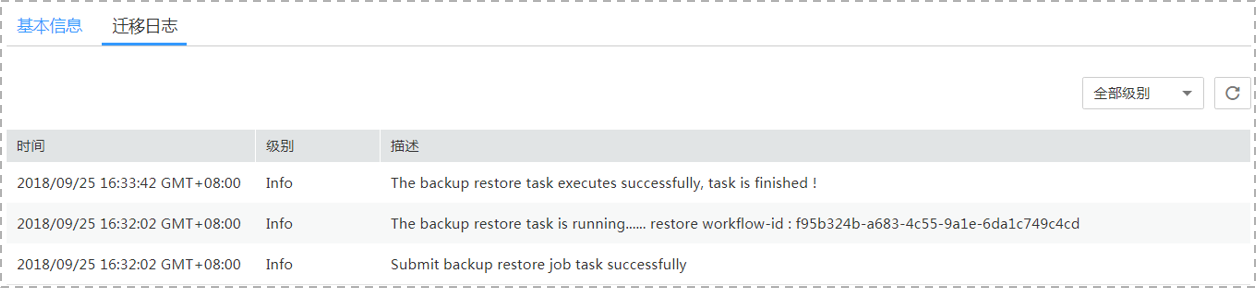 基本信息 迁移日志
全部级别
时间 级别 描述
2018/09/25 16:33:42 GMT+08:00 Info The backup restore task executes successfully, task is finished !
2018/09/25 16:32:02 GMT+08:00 Info The backup restore task is running...... restore workflow-id : f95b324b-a683-4c55-9a1e-6da1c749c4cd
2018/09/25 16:32:02 GMT+08:00 Info Submit backup restore job task successfully